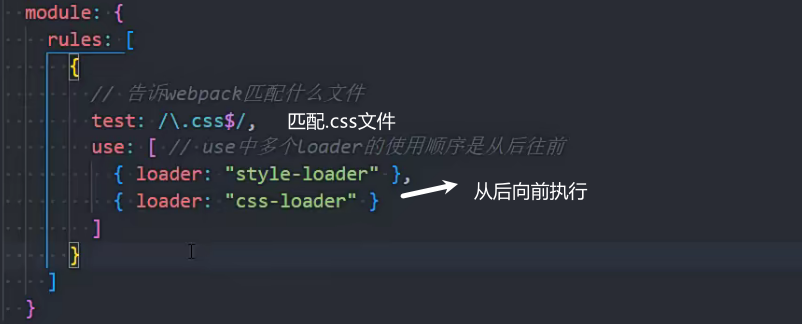 module: {
rules: [
{
// 告诉webpack匹配什么文件
test: /\.css$/, 匹配.css文件
use: [ // use中多个loader的使用顺序是从后往前
{ loader: "style-loader" },
{ loader: "css-loader" } 从后向前执行
]
}
]
}